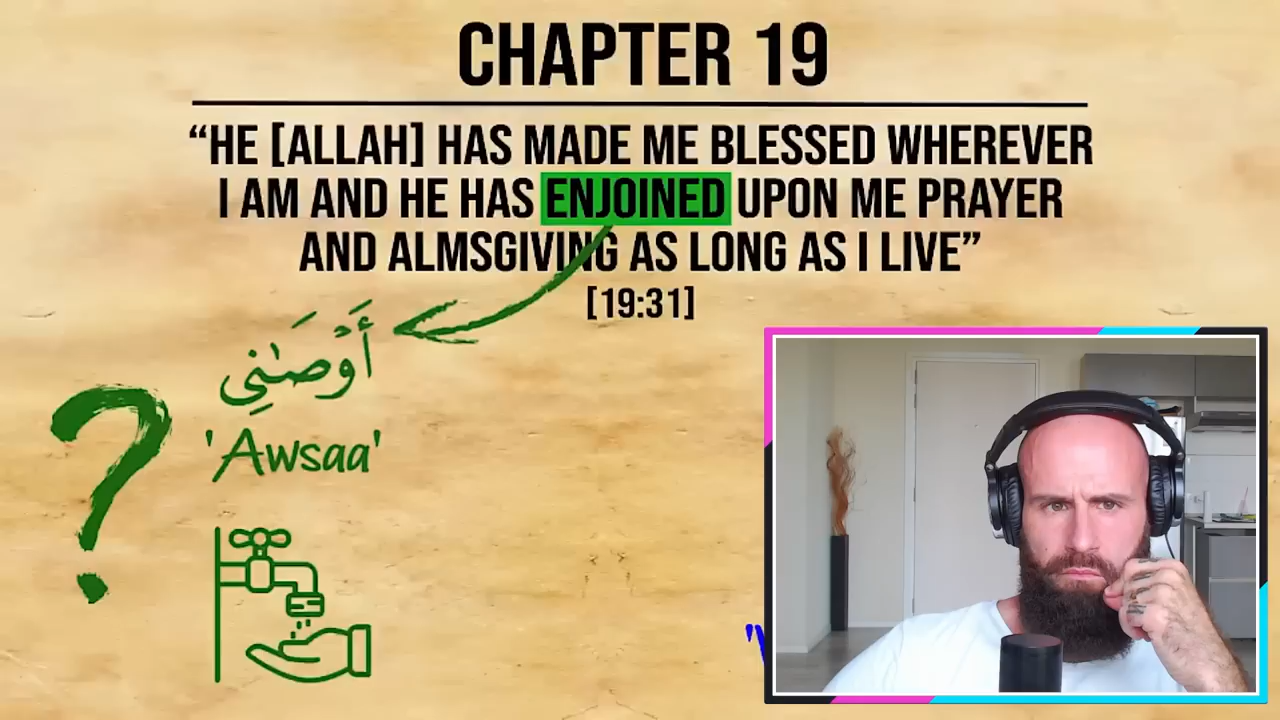 CHAPTER 19
“HE [ALLAH] HAS MADE ME BLESSED WHEREVER
I AM AND HE HAS ENJOINED UPON ME PRAYER
AND ALMSGIVING AS LONG AS I LIVE”
[19:31]
أَوْصَٰنِي
?
'Awsaa'